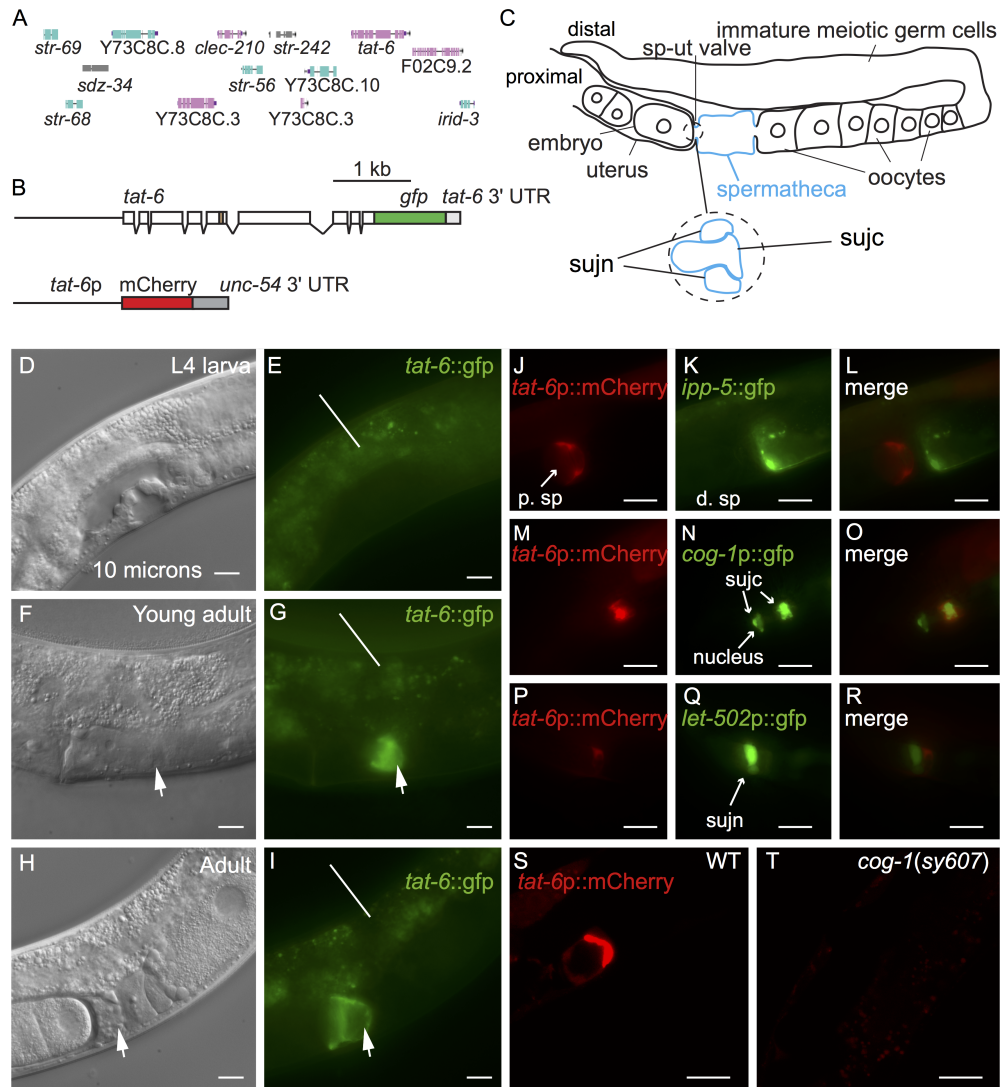 A
str-69
Y73C8C.8
clec-210
str-242
tat-6
F02C9.2
sdz-34
str-56
Y73C8C.10
str-68
Y73C8C.3
Y73C8C.3
irid-3
B
1 kb
tat-6
gfp
tat-6 3' UTR
tat-6p
mCherry
unc-54 3' UTR
C
distal
sp-ut valve
immature meiotic germ cells
proximal
embryo
uterus
spermatheca
oocytes
sujn
sujc
D
L4 larva
10 microns
E
tat-6::gfp
F
Young adult
G
tat-6::gfp
H
Adult
I
tat-6::gfp
J
tat-6p::mCherry
p. sp
K
ipp-5::gfp
d. sp
L
merge
M
tat-6p::mCherry
N
cog-1p::gfp
sujc
nucleus
O
merge
P
tat-6p::mCherry
Q
let-502p::gfp
sujn
R
merge
S
WT
tat-6p::mCherry
T
cog-1(sy607)